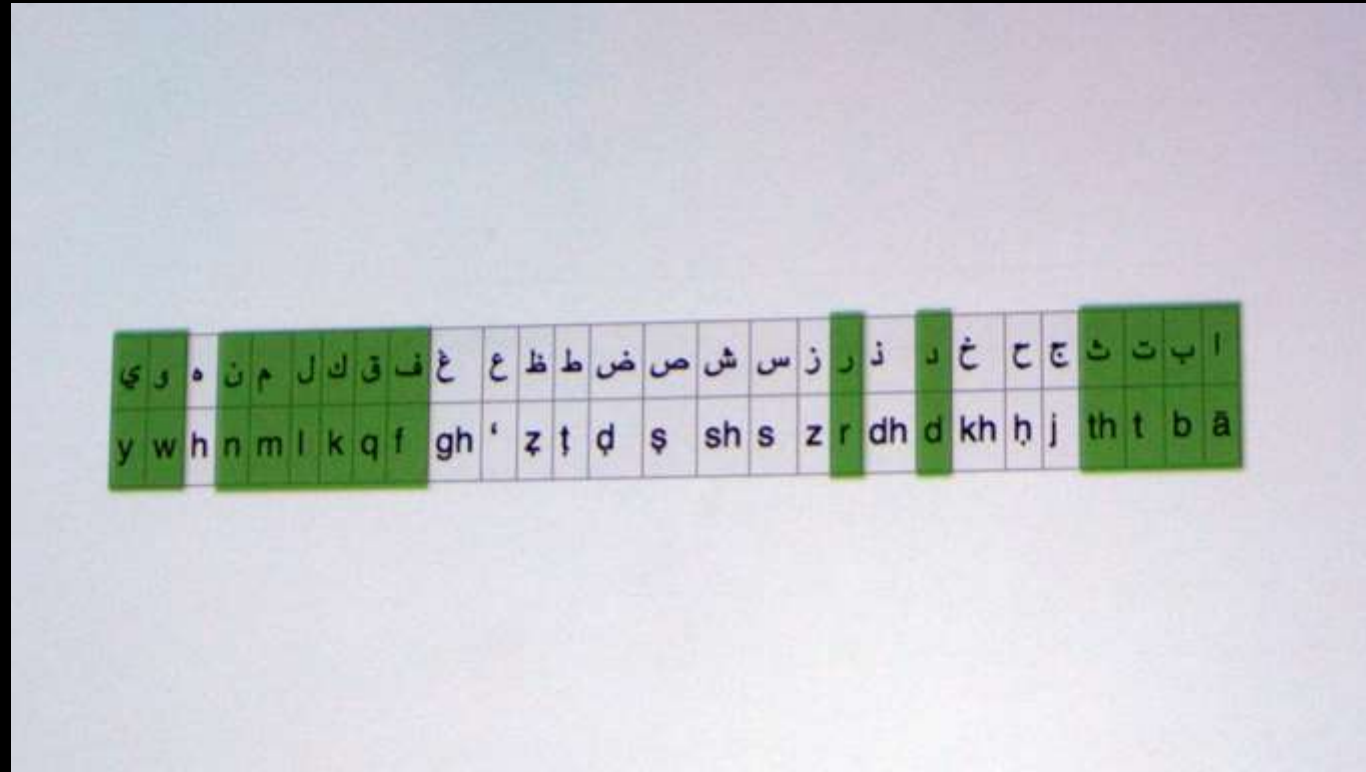 ا ب ت ث ج ح خ د ذ ر ز س ش ص ض ط ظ ع غ ف ق ك ل م ن ه و ي
y w h n m l k q f gh ‘ ẓ ṭ ḍ ṣ sh s z r dh d kh ḥ j th t b ā